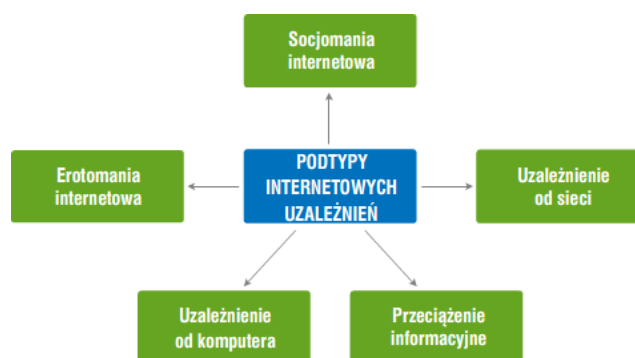 Socjomania
internetowa
Erotomania
internetowa
PODTYPY
INTERNETOWYCH
UZALEŻNIEŃ
Uzależnienie
od sieci
Uzależnienie
od komputera
Przeciążenie
informacyjne